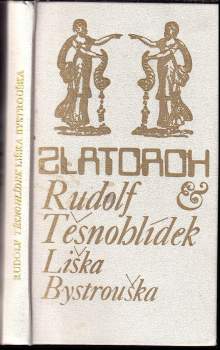 RUDOLF TĚSNOHLÍDEK LIŠKA BYSTROUŠKA
ZLATOROH
Rudolf &
Těsnohlídek
Liška
Bystrouška